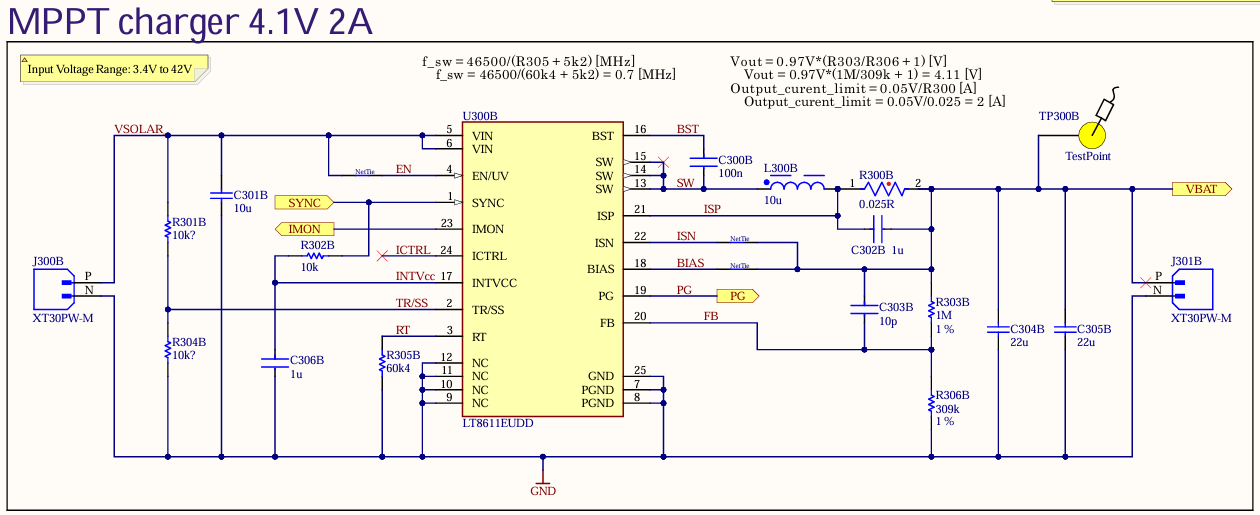 MPPT charger 4.1V 2A
Input Voltage Range: 3.4V to 42V
f_sw = 46500/(R305 + 5k2) [MHz]
f_sw = 46500/(60k4 + 5k2) = 0.7 [MHz]
Vout = 0.97V*(R303/R306 + 1) [V]
Vout = 0.97V*(1M/309k + 1) = 4.11 [V]
Output_curent_limit = 0.05V/R300 [A]
Output_curent_limit = 0.05V/0.025 = 2 [A]
VSOLAR
J300B
P
N
XT30PW-M
R301B
10k?
R304B
10k?
C301B
10u
NetTie
EN
SYNC
IMON
R302B
10k
ICTRL
INTVcc
TR/SS
C306B
1u
RT
R305B
60k4
U300B
5
VIN
6
VIN
4
EN/UV
1
SYNC
23
IMON
24
ICTRL
17
INTVCC
2
TR/SS
3
RT
12
NC
11
NC
10
NC
9
NC
BST
16
SW
15
SW
14
SW
13
ISP
21
ISN
22
BIAS
18
PG
19
FB
20
GND
25
PGND
7
PGND
8
LT8611EUDD
GND
BST
C300B
100n
SW
ISP
ISN
NetTie
BIAS
NetTie
PG
PG
FB
L300B
10u
R300B
1
2
0.025R
C302B
1u
C303B
10p
R303B
1M
1 %
R306B
309k
1 %
C304B
22u
C305B
22u
TP300B
TestPoint
VBAT
J301B
P
N
XT30PW-M